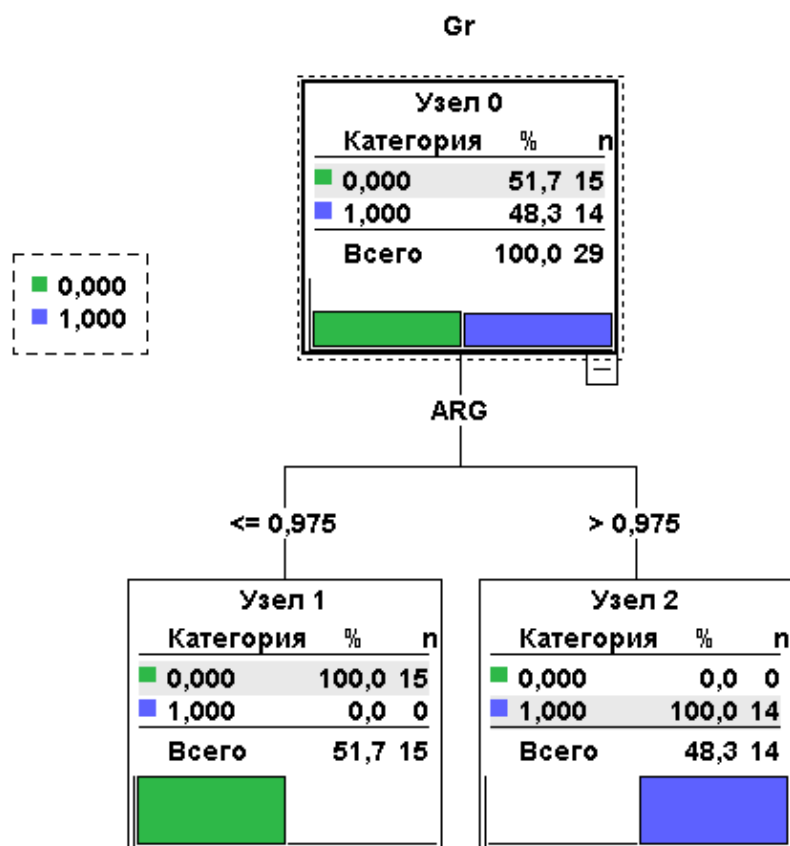 Gr
Узел 0
Категория % n
0,000 51,7 15
1,000 48,3 14
Всего 100,0 29
0,000
1,000
ARG
<= 0,975
> 0,975
Узел 1
Категория % n
0,000 100,0 15
1,000 0,0 0
Всего 51,7 15
Узел 2
Категория % n
0,000 0,0 0
1,000 100,0 14
Всего 48,3 14